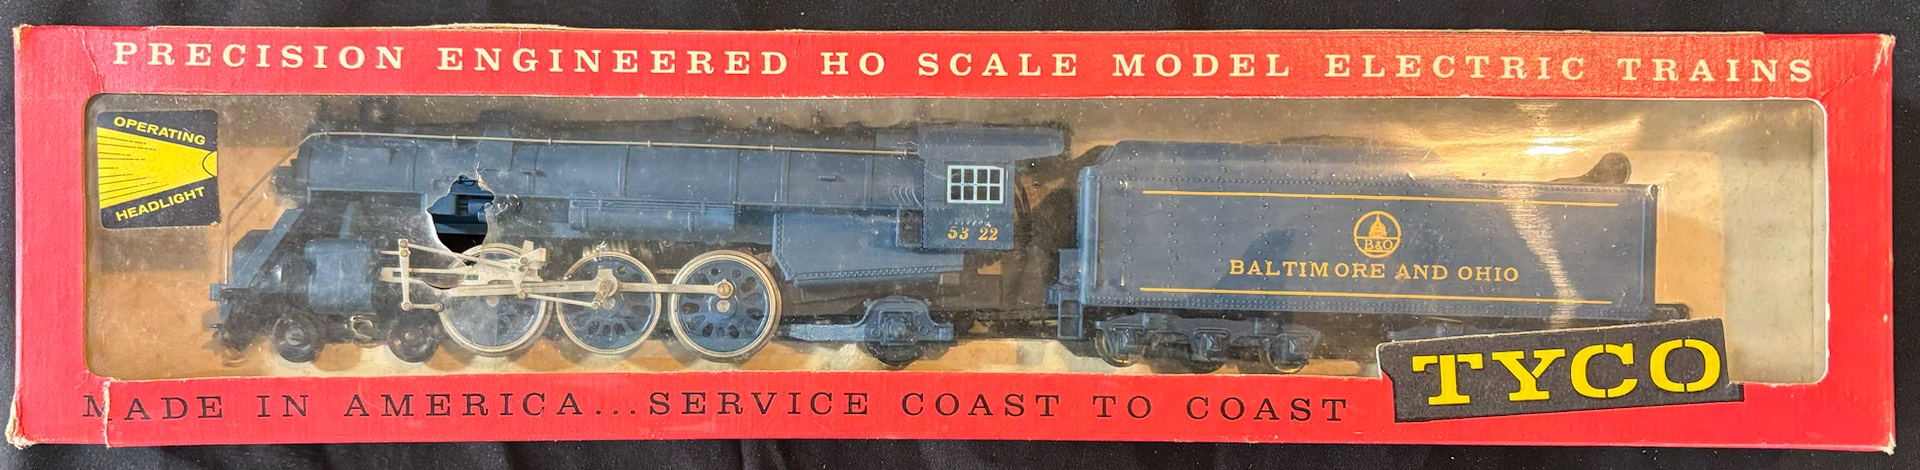 PRECISION ENGINEERED HO SCALE MODEL ELECTRIC TRAINS
OPERATING
HEADLIGHT
53 22
B&O
BALTIMORE AND OHIO
TYCO
MADE IN AMERICA...SERVICE COAST TO COAST